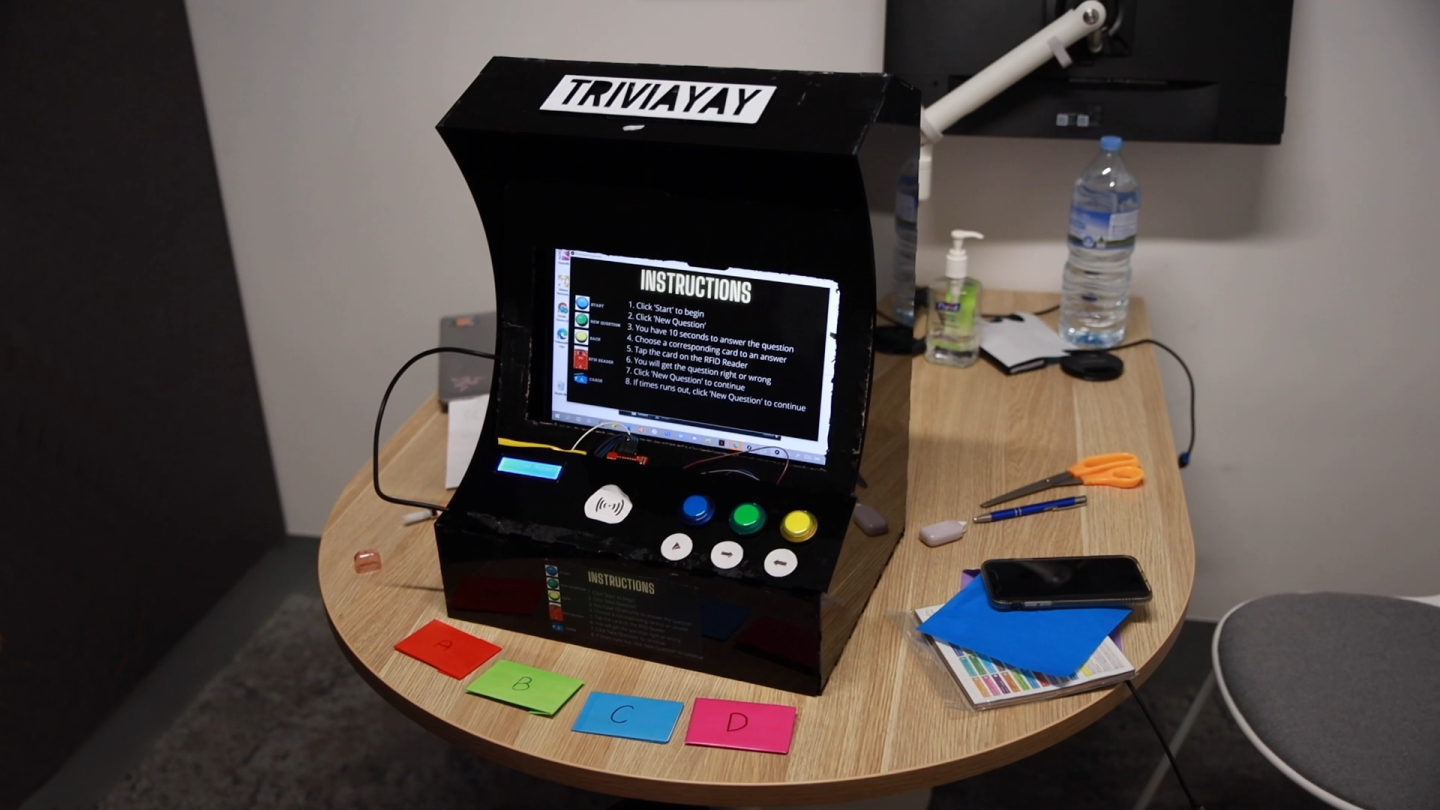 TRIVIAYAY
INSTRUCTIONS
START
NEW QUESTION
BACK
RFID READER
CARDS
1. Click 'Start' to begin
2. Click 'New Question'
3. You have 10 seconds to answer the question
4. Choose a corresponding card to an answer
5. Tap the card on the RFID Reader
6. You will get the question right or wrong
7. Click 'New Question' to continue
8. If times runs out, click 'New Question' to continue
INSTRUCTIONS
A
B
C
D